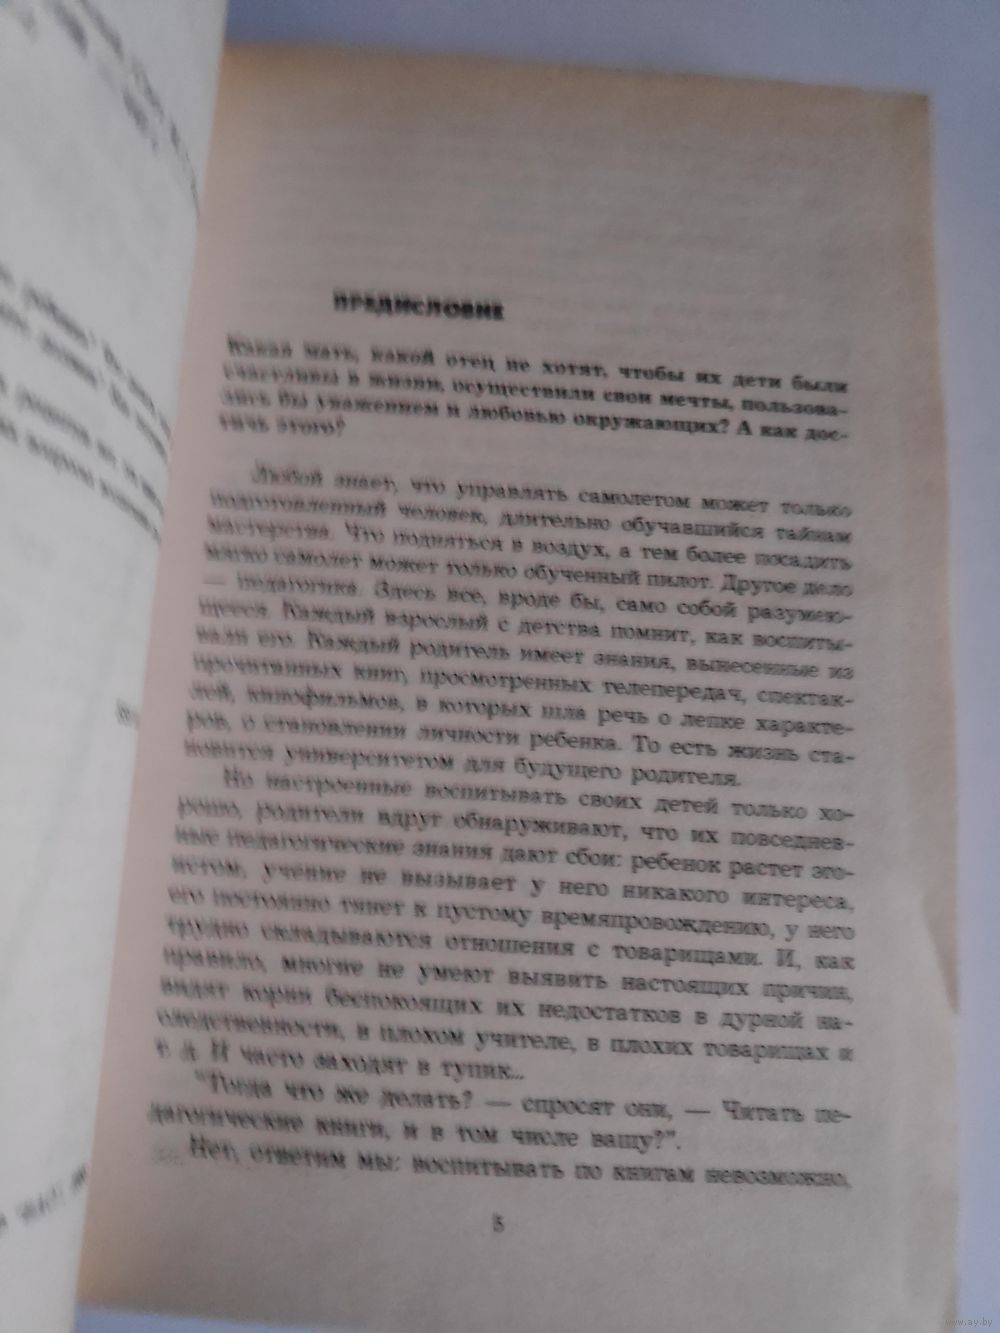 ПРЕДИСЛОВИЕ
Какая мать, какой отец не хотят, чтобы их дети были
счастливы в жизни, осуществили свои мечты, пользова-
лись бы уважением и любовью окружающих? А как дос-
тичь этого?
Любой знает, что управлять самолетом может только
подготовленный человек, длительно обучавшийся тайнам
мастерства. Что подняться в воздух, а тем более посадить
мягко самолет может только обученный пилот. Другое дело
— педагогика. Здесь все, вроде бы, само собой разумею-
щееся. Каждый взрослый с детства помнит, как воспиты-
вали его. Каждый родитель имеет знания, вынесенные из
прочитанных книг, просмотренных телепередач, спектак-
лей, кинофильмов, в которых шла речь о лепке характе-
ров, о становлении личности ребенка. То есть жизнь ста-
новится университетом для будущего родителя.
Но настроенные воспитывать своих детей только хо-
рошо, родители вдруг обнаруживают, что их повседнев-
ные педагогические знания дают сбои: ребенок растет эго-
истом, учение не вызывает у него никакого интереса,
его постоянно тянет к пустому времяпровождению, у него
трудно складываются отношения с товарищами. И, как
правило, многие не умеют выявить настоящих причин,
видят корни беспокоящих их недостатков в дурной на-
следственности, в плохом учителе, в плохих товарищах и
т. д. И часто заходят в тупик...
"Тогда что же делать? — спросят они, — Читать пе-
дагогические книги, и в том числе вашу?".
Нет, ответим мы: воспитывать по книгам невозможно,
5
www.ay.by